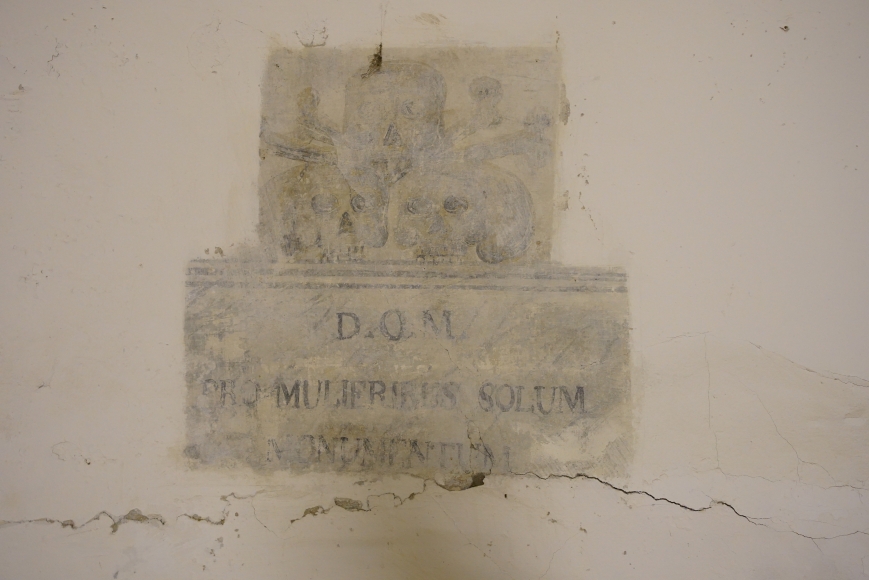 D.O.M.
PRO MULIERIBUS SOLUM
MONUMENTUM